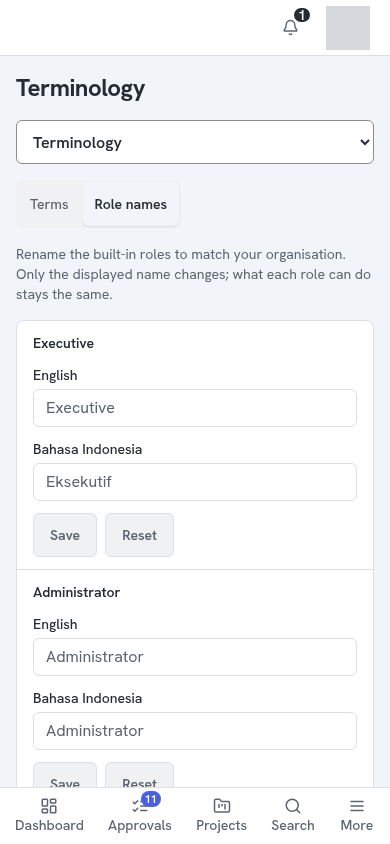 1
Terminology
Terminology
Terms Role names
Rename the built-in roles to match your organisation.
Only the displayed name changes; what each role can do
stays the same.
Executive
English
Executive
Bahasa Indonesia
Eksekutif
Save Reset
Administrator
English
Administrator
Bahasa Indonesia
Administrator
Save Reset
11
Dashboard Approvals Projects Search More